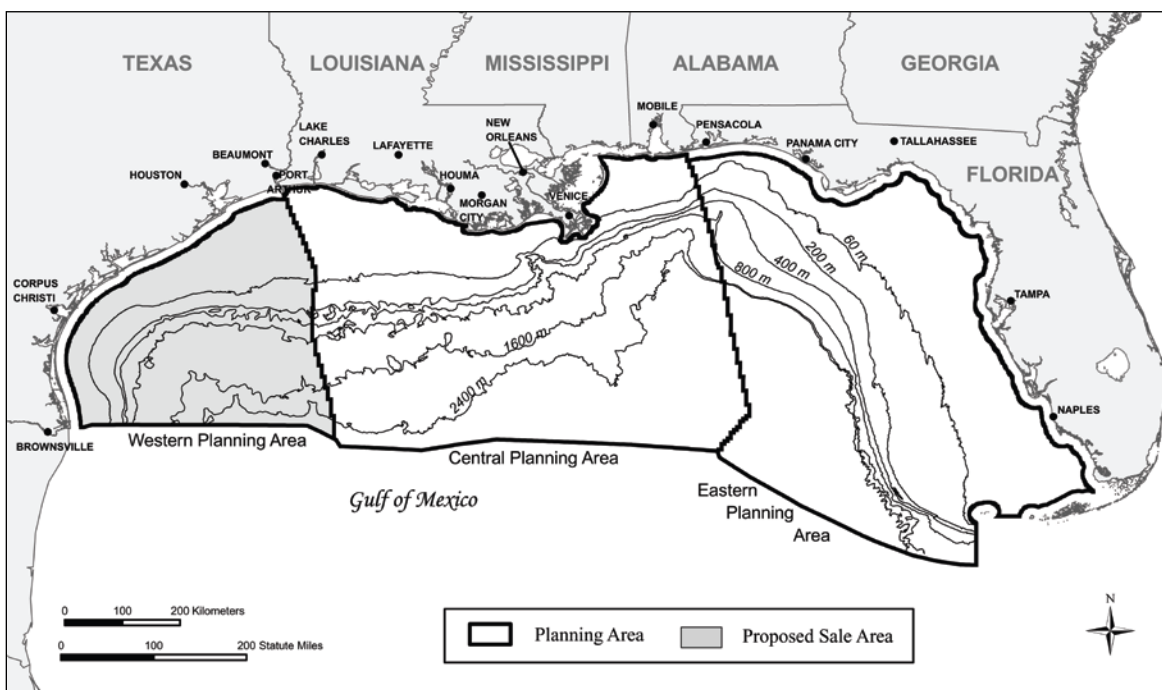 TEXAS
LOUISIANA
MISSISSIPPI
ALABAMA
GEORGIA
MOBILE
PENSACOLA
NEW
ORLEANS
LAKE
CHARLES
LAFAYETTE
PANAMA CITY
TALLAHASSEE
BEAUMONT
PORT
ARTHUR
HOUSTON
HOUMA
MORGAN
CITY
VENICE
FLORIDA
60 m
200 m
400 m
800 m
CORPUS
CHRISTI
TAMPA
1600 m
2400 m
NAPLES
BROWNSVILLE
Western Planning Area
Central Planning Area
Eastern
Planning
Area
Gulf of Mexico
0 100 200 Kilometers
0 100 200 Statute Miles
Planning Area
Proposed Sale Area
N